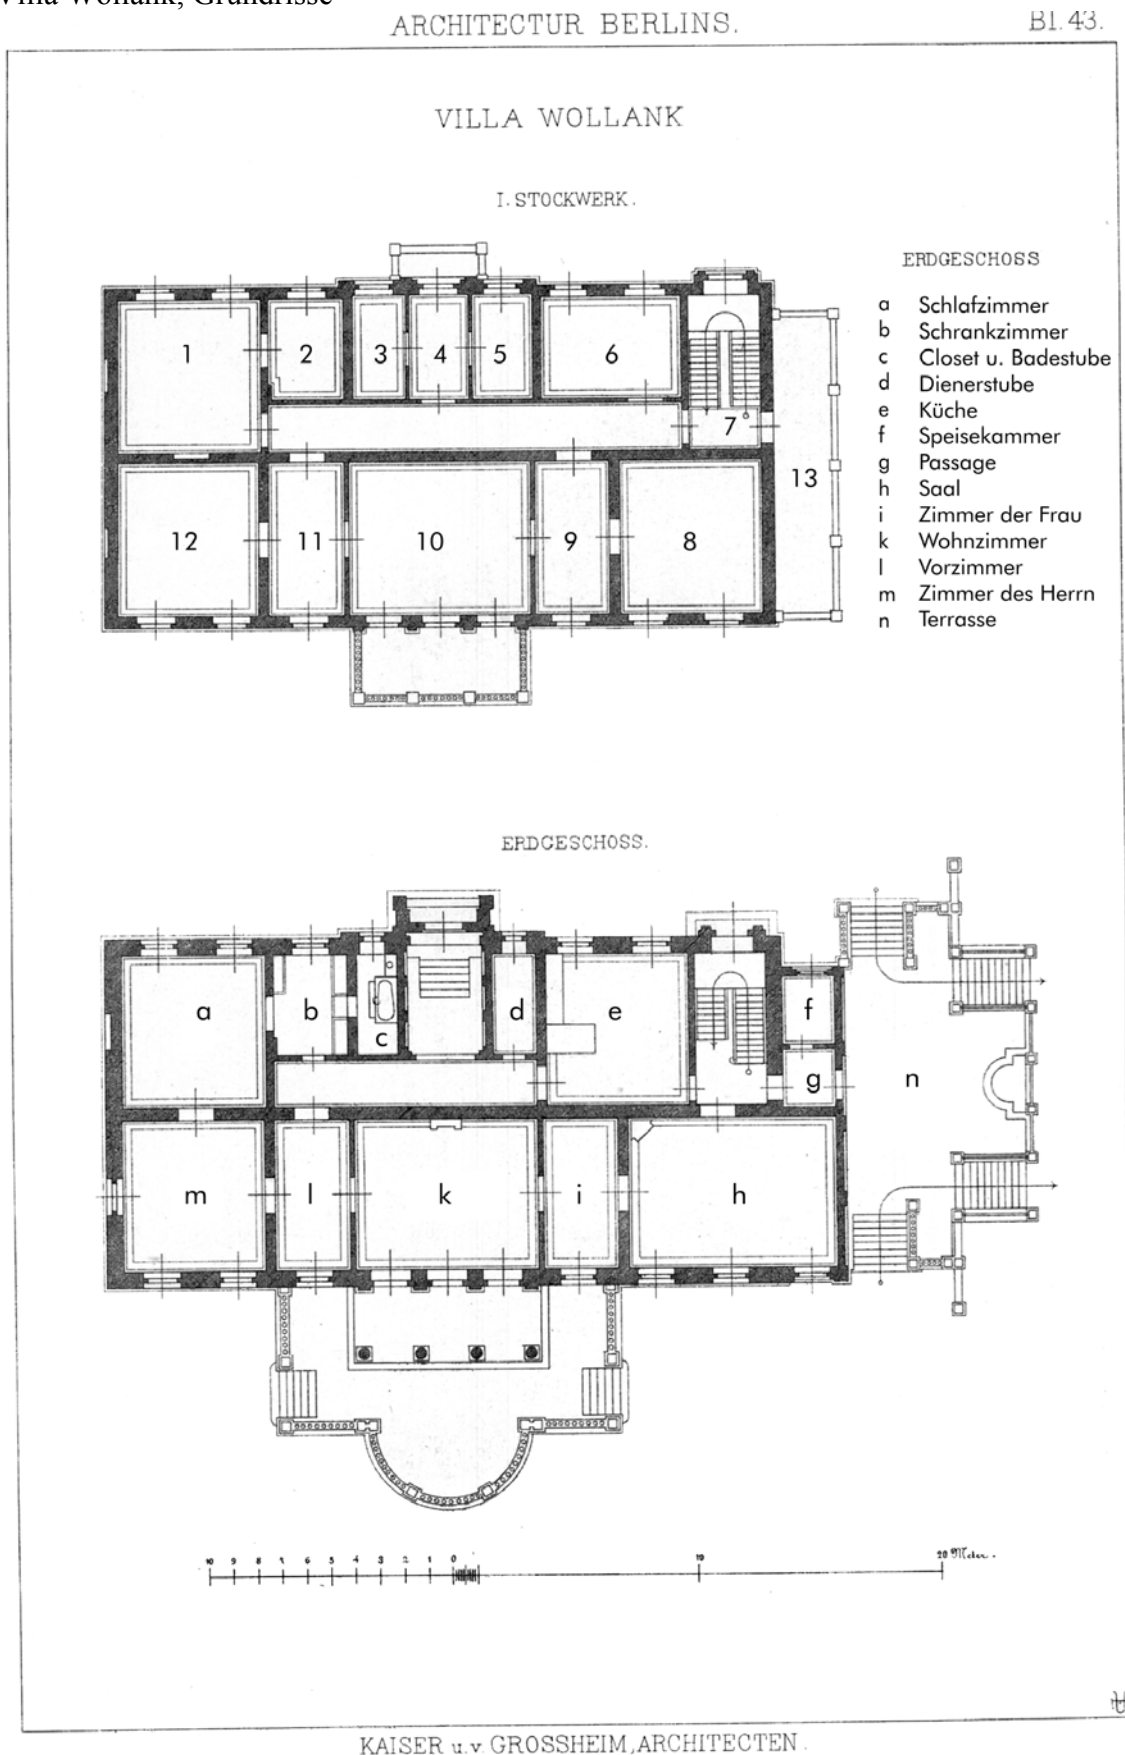 Villa Wollank, Grundrisse
ARCHITECTUR BERLINS.
Bl. 43.
VILLA WOLLANK
I. STOCKWERK.
1
2
3
4
5
6
7
8
9
10
11
12
13
ERDGESCHOSS
a Schlafzimmer
b Schrankzimmer
c Closet u. Badestube
d Dienerstube
e Küche
f Speisekammer
g Passage
h Saal
i Zimmer der Frau
k Wohnzimmer
l Vorzimmer
m Zimmer des Herrn
n Terrasse
ERDGESCHOSS.
a
b
c
d
e
f
g
n
m
l
k
i
h
10 9 8 7 6 5 4 3 2 1 0 10 20 Meter.
KAISER u. v. GROSSHEIM, ARCHITECTEN.